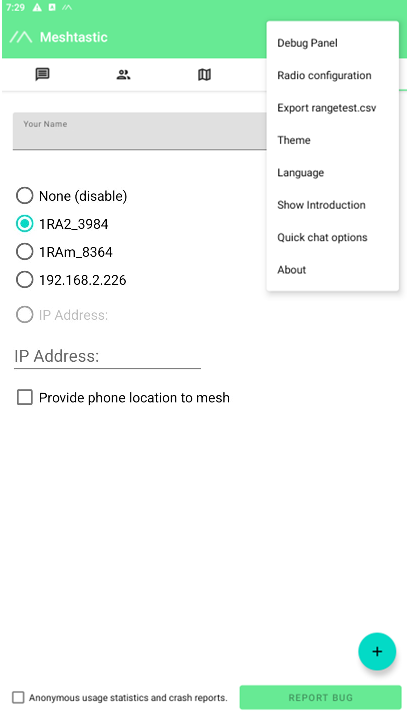 7:29
Meshtastic
Debug Panel
Radio configuration
Export rangetest.csv
Theme
Language
Show Introduction
Quick chat options
About
Your Name
None (disable)
1RA2_3984
1RAm_8364
192.168.2.226
IP Address:
IP Address:
Provide phone location to mesh
Anonymous usage statistics and crash reports.
REPORT BUG